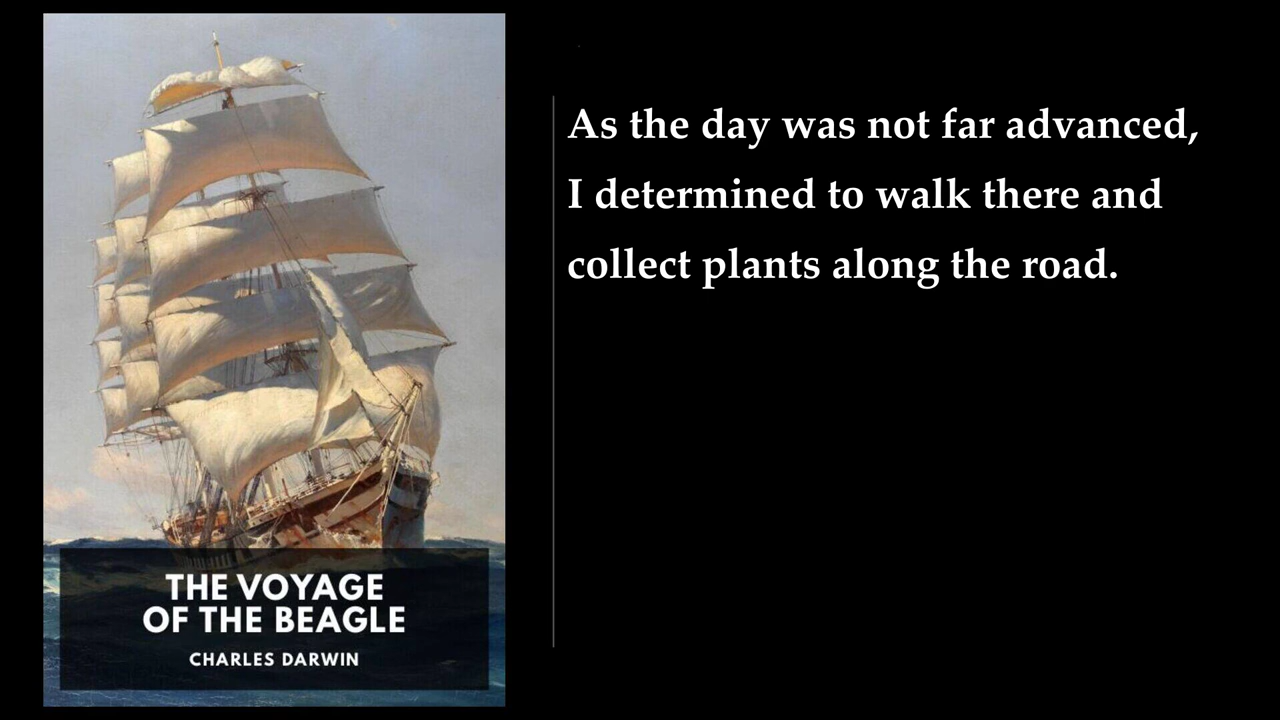 THE VOYAGE
OF THE BEAGLE
CHARLES DARWIN
As the day was not far advanced,
I determined to walk there and
collect plants along the road.